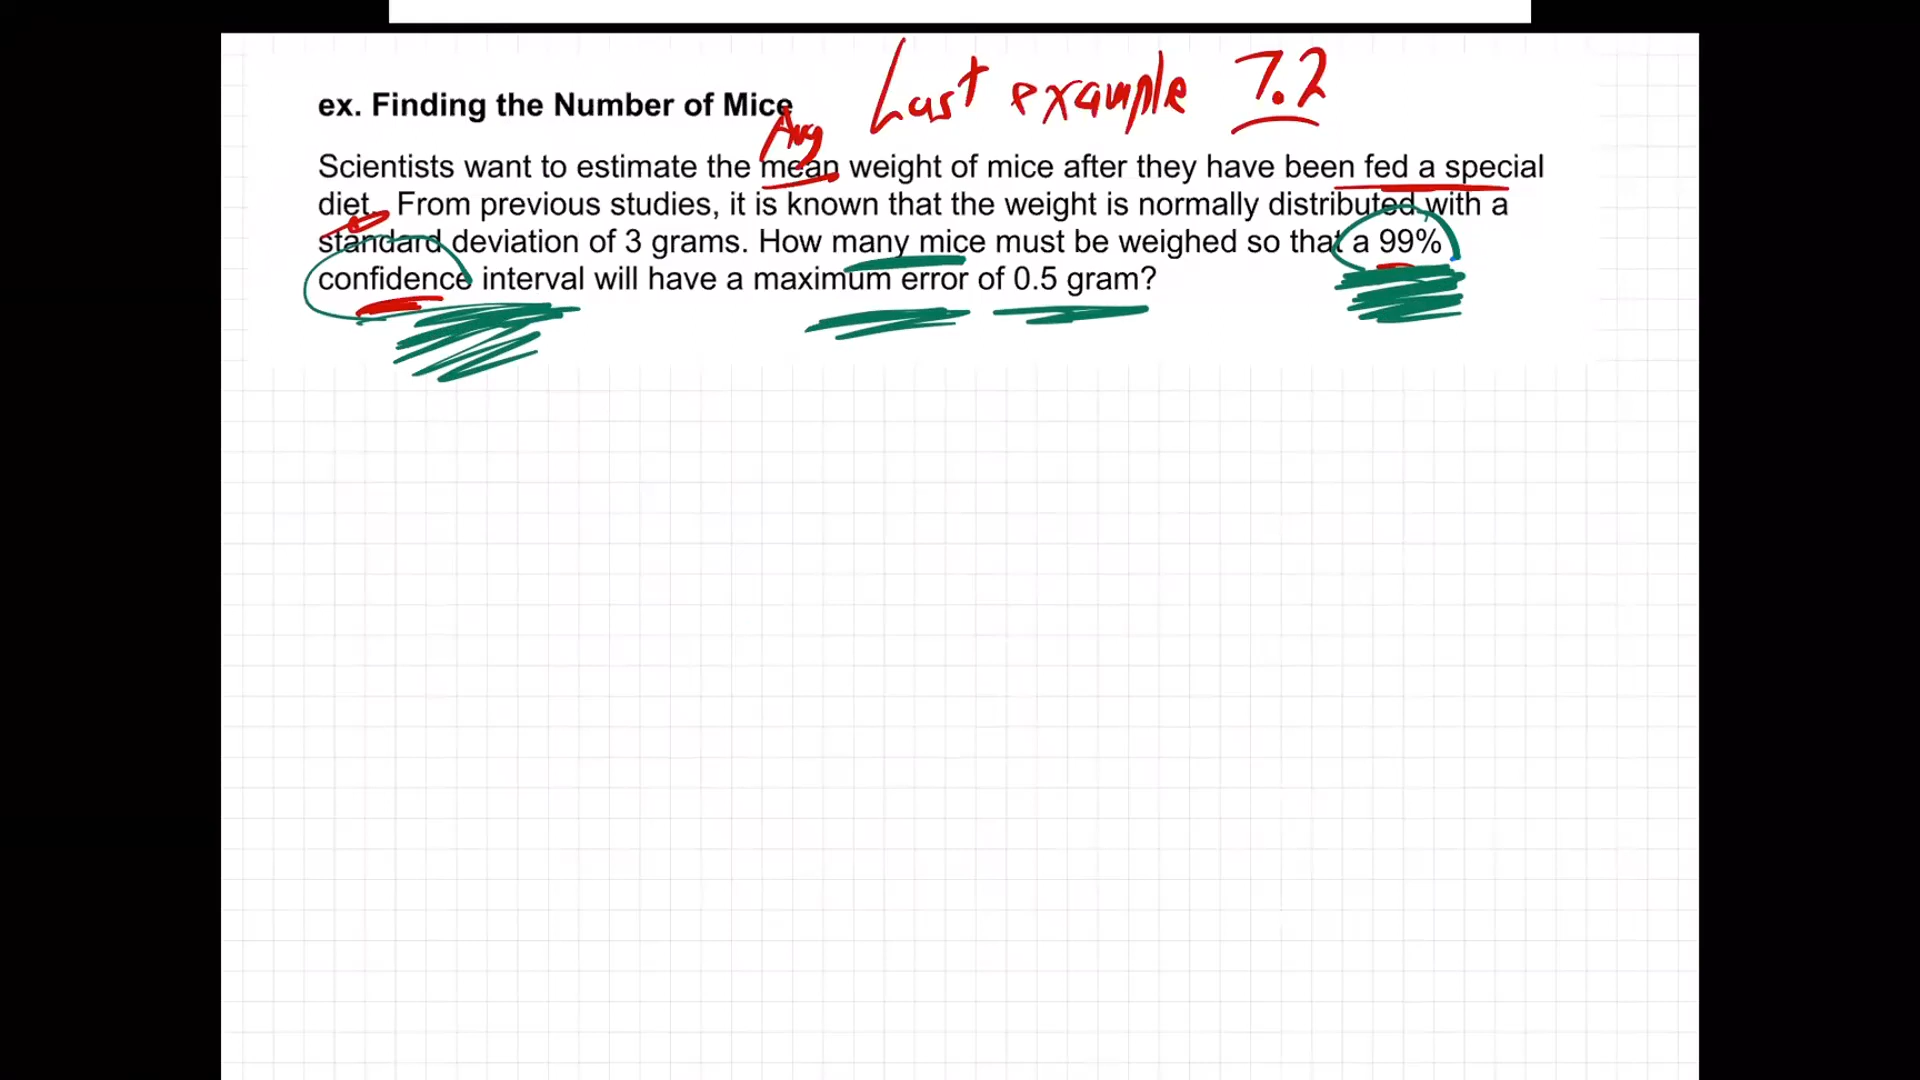 Last example 7.2
ex. Finding the Number of Mice
Avg
Scientists want to estimate the mean weight of mice after they have been fed a special
diet. From previous studies, it is known that the weight is normally distributed with a
standard deviation of 3 grams. How many mice must be weighed so that a 99%
confidence interval will have a maximum error of 0.5 gram?